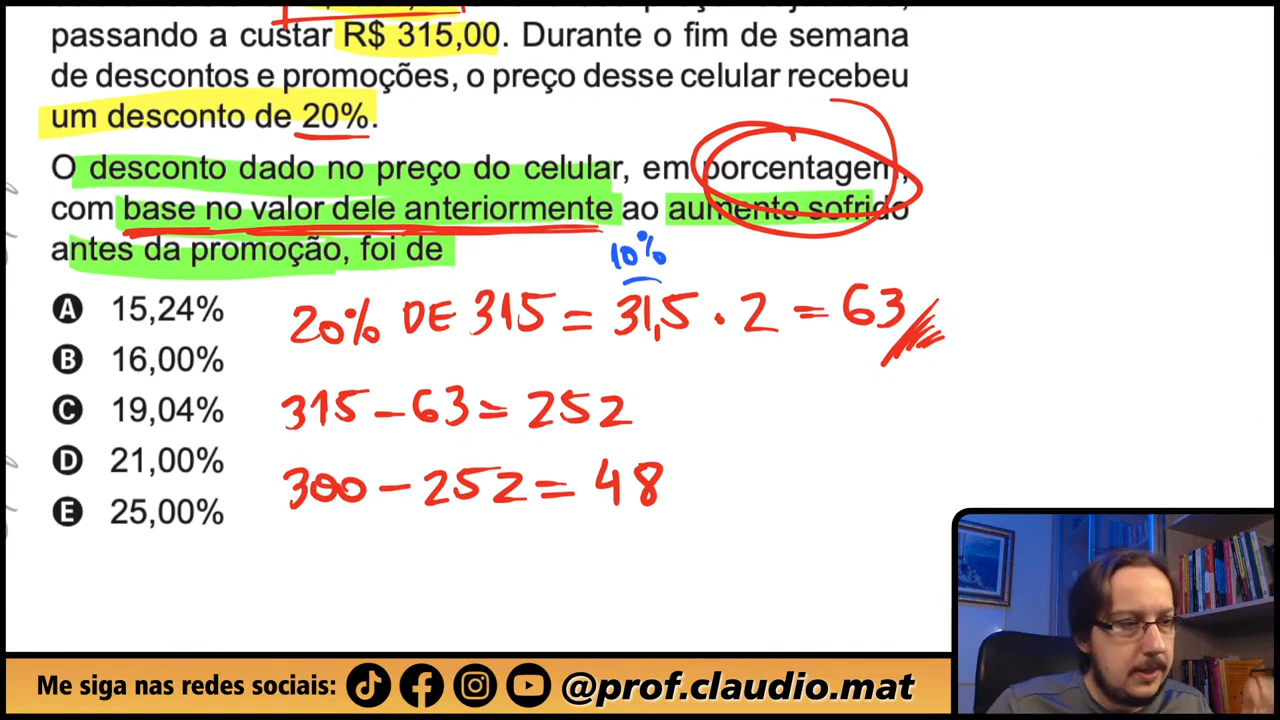 passando a custar R$ 315,00. Durante o fim de semana
de descontos e promoções, o preço desse celular recebeu
um desconto de 20%.
O desconto dado no preço do celular, em porcentagem,
com base no valor dele anteriormente ao aumento sofrido
antes da promoção, foi de
10%
A 15,24%
20% DE 315 = 31,5 . 2 = 63
B 16,00%
C 19,04%
315 - 63 = 252
D 21,00%
300 - 252 = 48
E 25,00%
Me siga nas redes sociais: @prof.claudio.mat